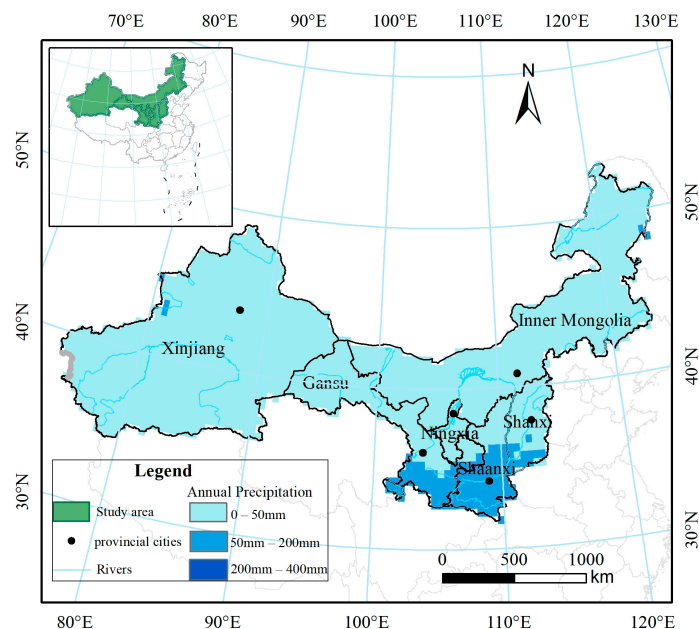 70°E 80°E 90°E 100°E 110°E 120°E 130°E
N
50°N
50°N
40°N
40°N
30°N
30°N
Inner Mongolia
Xinjiang
Gansu
Shanxi
Ningxia
Shaanxi
Legend
Annual Precipitation
Study area
0 – 50mm
provincial cities
50mm – 200mm
Rivers
200mm – 400mm
0 500 1000
km
80°E 90°E 100°E 110°E 120°E